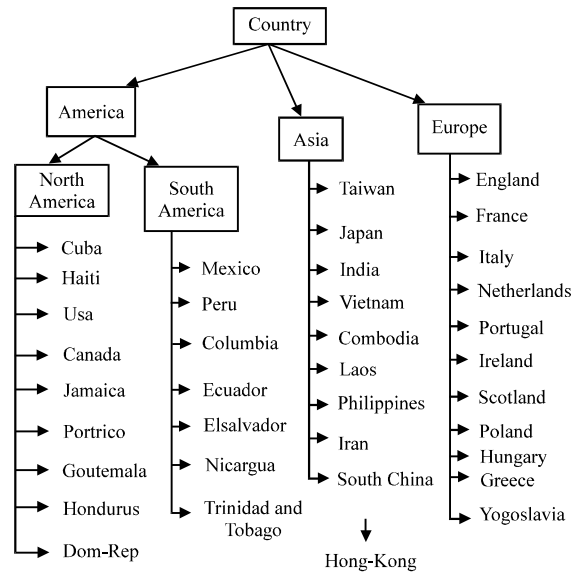 Country
America
Asia
Europe
North
America
South
America
Cuba
Haiti
Usa
Canada
Jamaica
Portrico
Goutemala
Hondurus
Dom-Rep
Mexico
Peru
Columbia
Ecuador
Elsalvador
Nicargua
Trinidad and
Tobago
Taiwan
Japan
India
Vietnam
Combodia
Laos
Philippines
Iran
South China
Hong-Kong
England
France
Italy
Netherlands
Portugal
Ireland
Scotland
Poland
Hungary
Greece
Yogoslavia